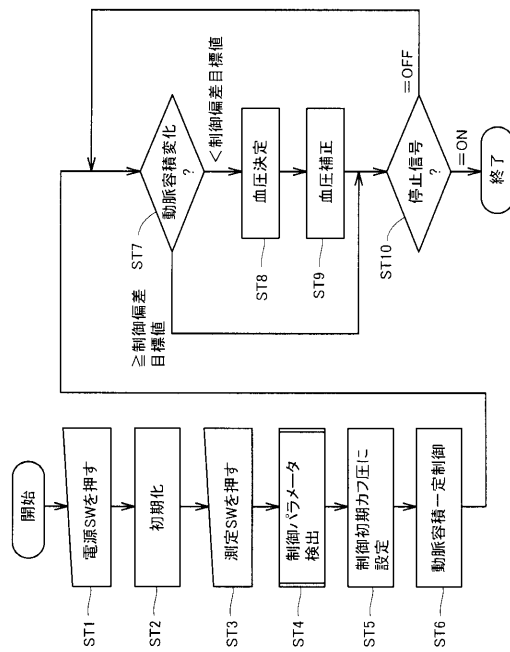 開始
ST1
電源SWを押す
ST2
初期化
ST3
測定SWを押す
ST4
制御パラメータ
検出
ST5
制御初期カフ圧に
設定
ST6
動脈容積一定制御
ST7
動脈容積変化
?
≧制御偏差
目標値
<制御偏差目標値
ST8
血圧決定
ST9
血圧補正
ST10
停止信号
?
=OFF
=ON
終了